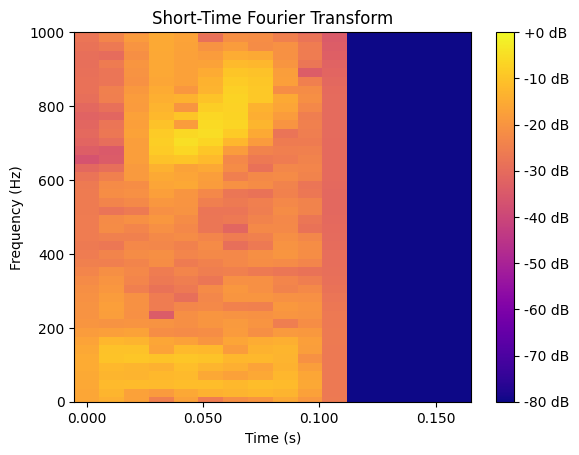 Short-Time Fourier Transform
1000
800
600
400
200
0
Frequency (Hz)
0.000
0.050
0.100
0.150
Time (s)
+0 dB
-10 dB
-20 dB
-30 dB
-40 dB
-50 dB
-60 dB
-70 dB
-80 dB